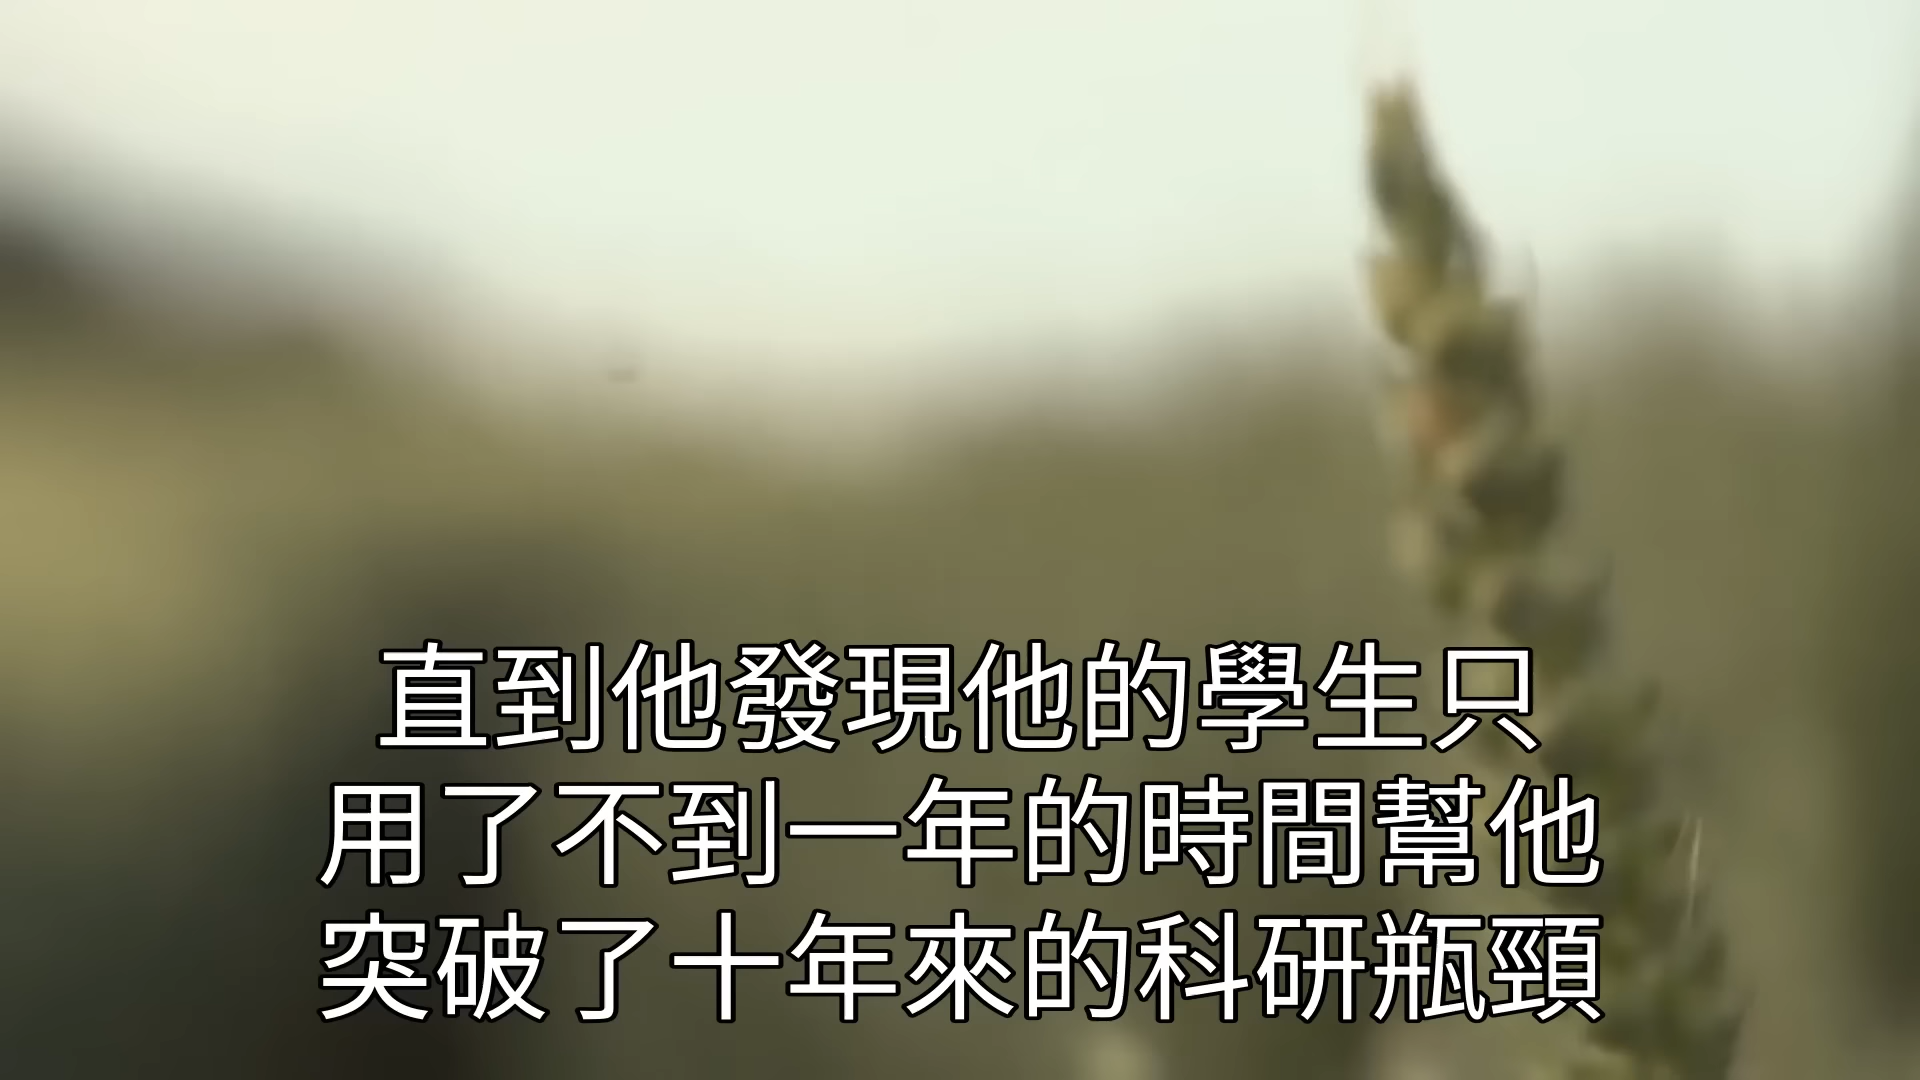 直到他發現他的學生只
用了不到一年的時間幫他
突破了十年來的科研瓶頸